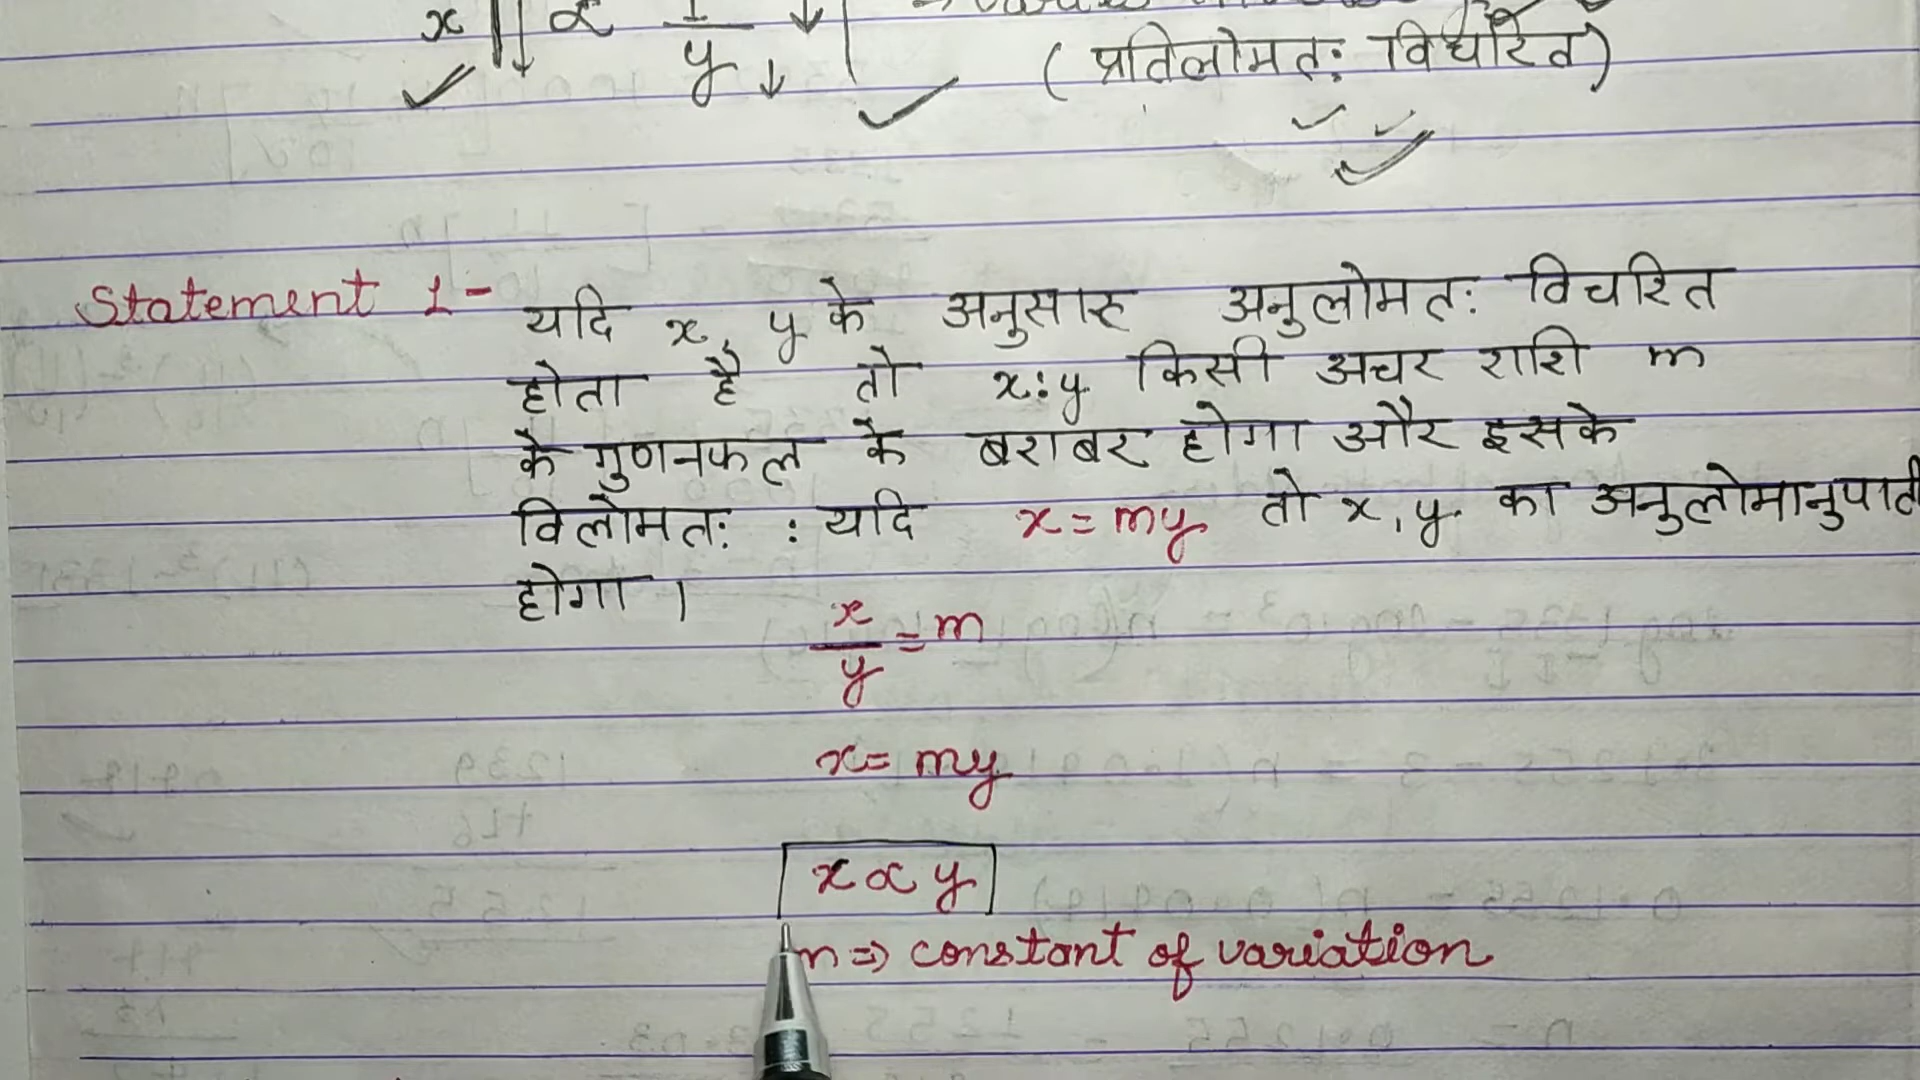 x ∝ 1/y
(प्रतिलोमतः विचरित)
Statement 1- यदि x, y के अनुसार अनुलोमतः विचरित
होता है तो x:y किसी अचर राशि m
के गुणनफल के बराबर होगा और इसके
विलोमतः : यदि x=my तो x, y का अनुलोमानुपाती
होगा ।
x/y = m
x = my
x ∝ y
m => constant of variation